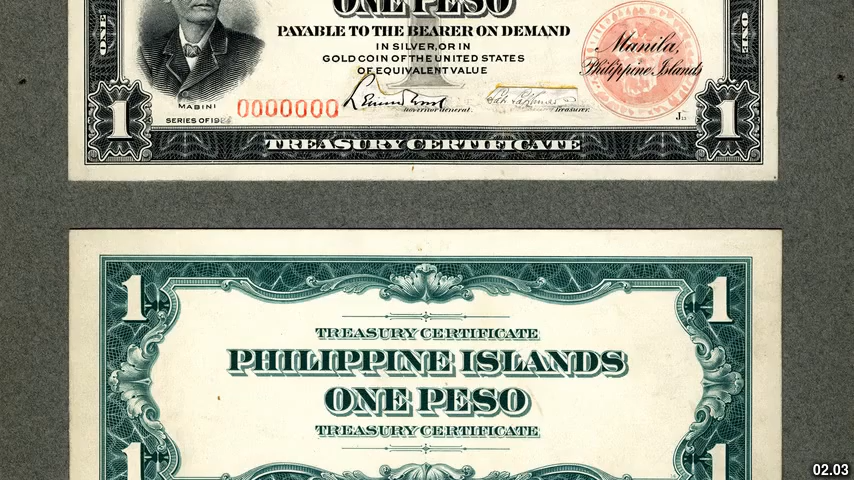 ONE PESO
PAYABLE TO THE BEARER ON DEMAND
IN SILVER, OR IN
GOLD COIN OF THE UNITED STATES
OF EQUIVALENT VALUE
ONE
ONE
Manila,
Philippine Islands
MABINI
0000000
SERIES OF
Governor General.
Treasurer.
1
1
TREASURY CERTIFICATE
1
1
TREASURY CERTIFICATE
PHILIPPINE ISLANDS
ONE PESO
TREASURY CERTIFICATE
1
1
02.03